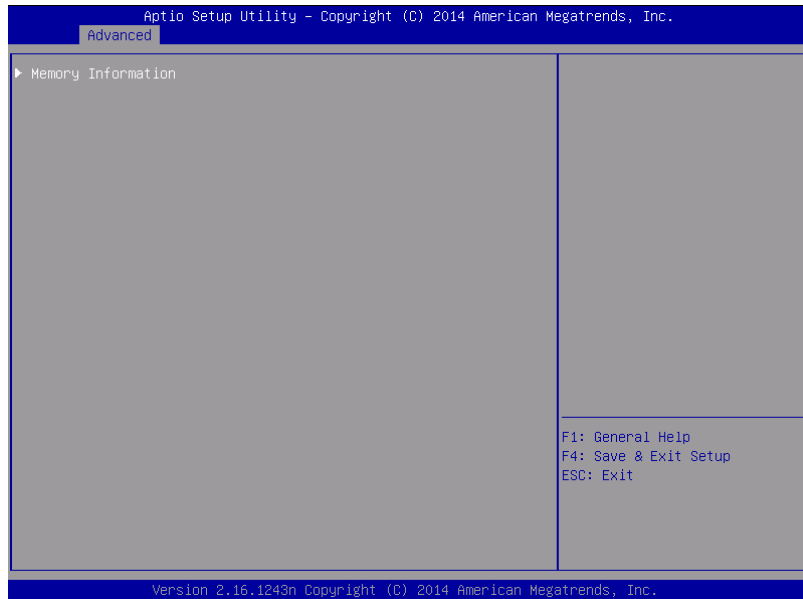 Aptio Setup Utility – Copyright (C) 2014 American Megatrends, Inc.
Advanced
Memory Information
F1: General Help
F4: Save & Exit Setup
ESC: Exit
Version 2.16.1243n Copyright (C) 2014 American Megatrends, Inc.